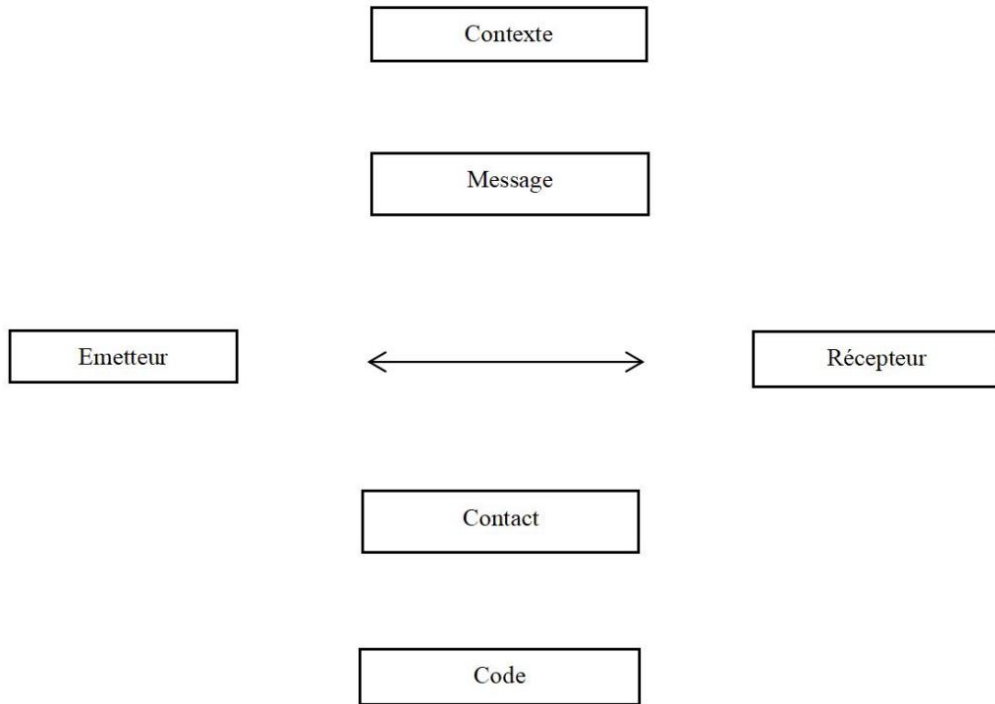 Contexte
Message
Emetteur
Récepteur
Contact
Code